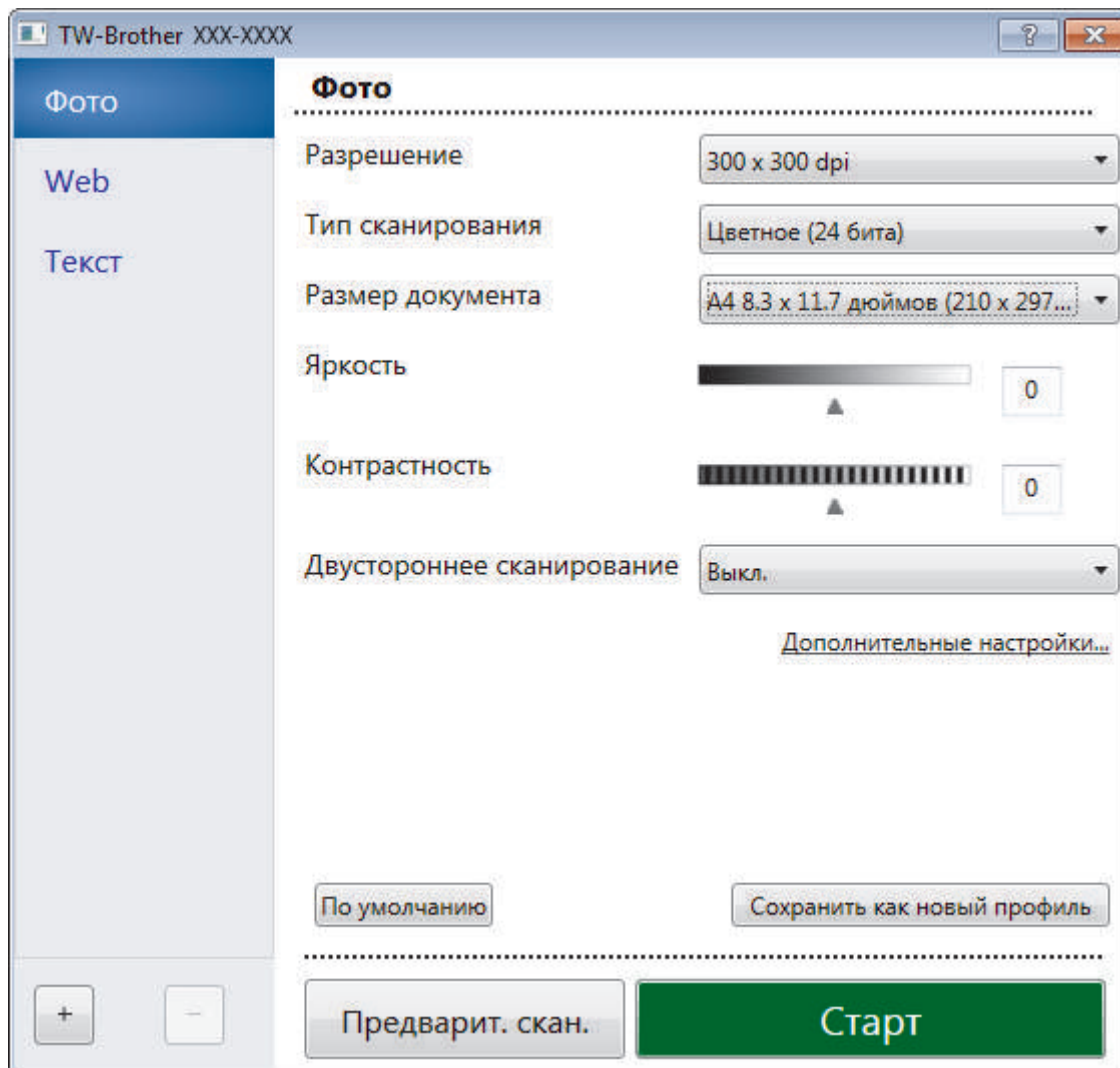 TW-Brother XXX-XXXX
?
Фото
Web
Текст
+
−
Фото
Разрешение 300 x 300 dpi
Тип сканирования Цветное (24 бита)
Размер документа A4 8.3 x 11.7 дюймов (210 x 297...
Яркость 0
Контрастность 0
Двустороннее сканирование Выкл.
Дополнительные настройки...
По умолчанию Сохранить как новый профиль
Предварит. скан. Старт